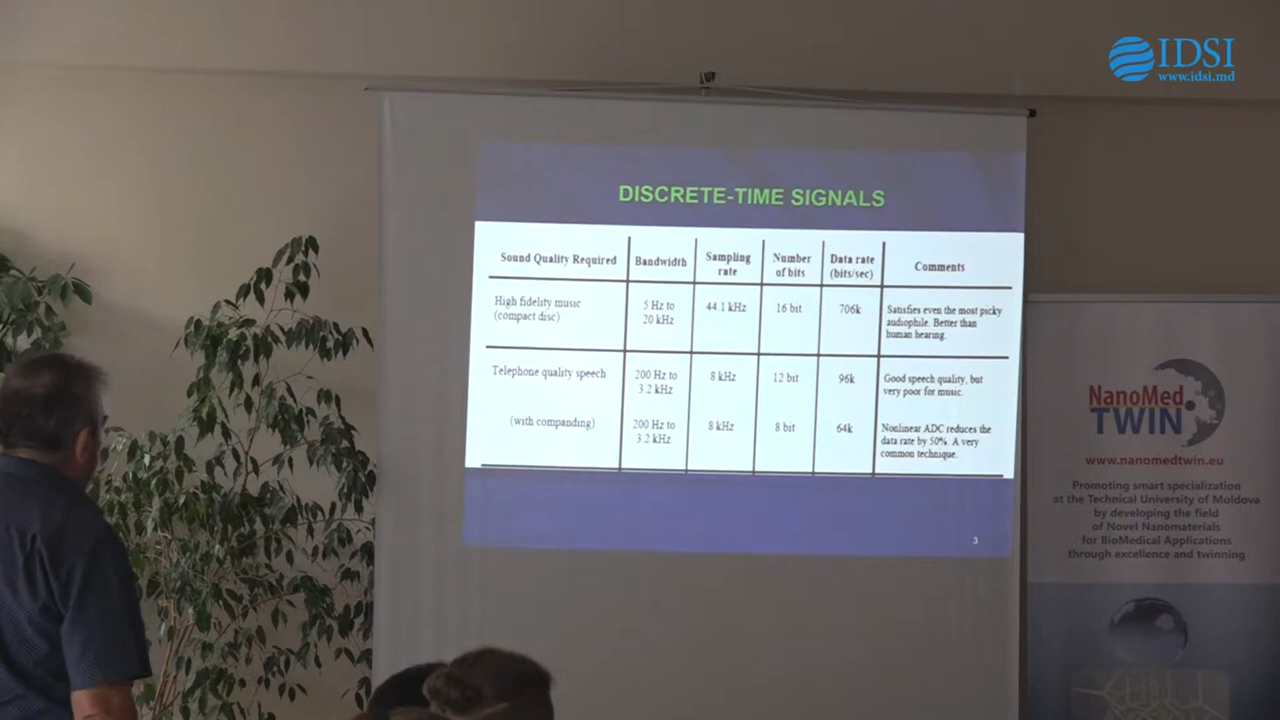 IDSI
www.idsi.md
DISCRETE-TIME SIGNALS
Sound Quality Required
Bandwidth
Sampling
rate
Number
of bits
Data rate
(bits/sec)
Comments
High fidelity music
(compact disc)
5 Hz to
20 kHz
44.1 kHz
16 bit
706k
Satisfies even the most picky
audiophile. Better than
human hearing.
Telephone quality speech
200 Hz to
3.2 kHz
8 kHz
12 bit
96k
Good speech quality, but
very poor for music.
(with companding)
200 Hz to
3.2 kHz
8 kHz
8 bit
64k
Nonlinear ADC reduces the
data rate by 50%. A very
common technique.
3
NanoMed
TWIN
www.nanomedtwin.eu
Promoting smart specialization
at the Technical University of Moldova
by developing the field
of Novel Nanomaterials
for BioMedical Applications
through excellence and twinning